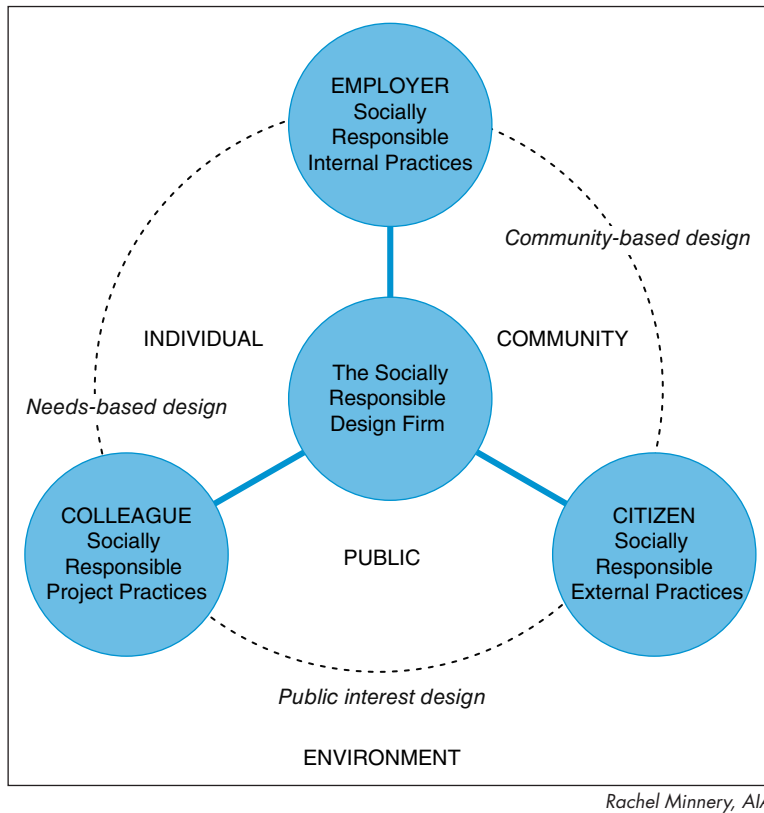 EMPLOYER
Socially
Responsible
Internal Practices
Community-based design
INDIVIDUAL
COMMUNITY
The Socially
Responsible
Design Firm
Needs-based design
COLLEAGUE
Socially
Responsible
Project Practices
PUBLIC
CITIZEN
Socially
Responsible
External Practices
Public interest design
ENVIRONMENT
Rachel Minnery, AIA